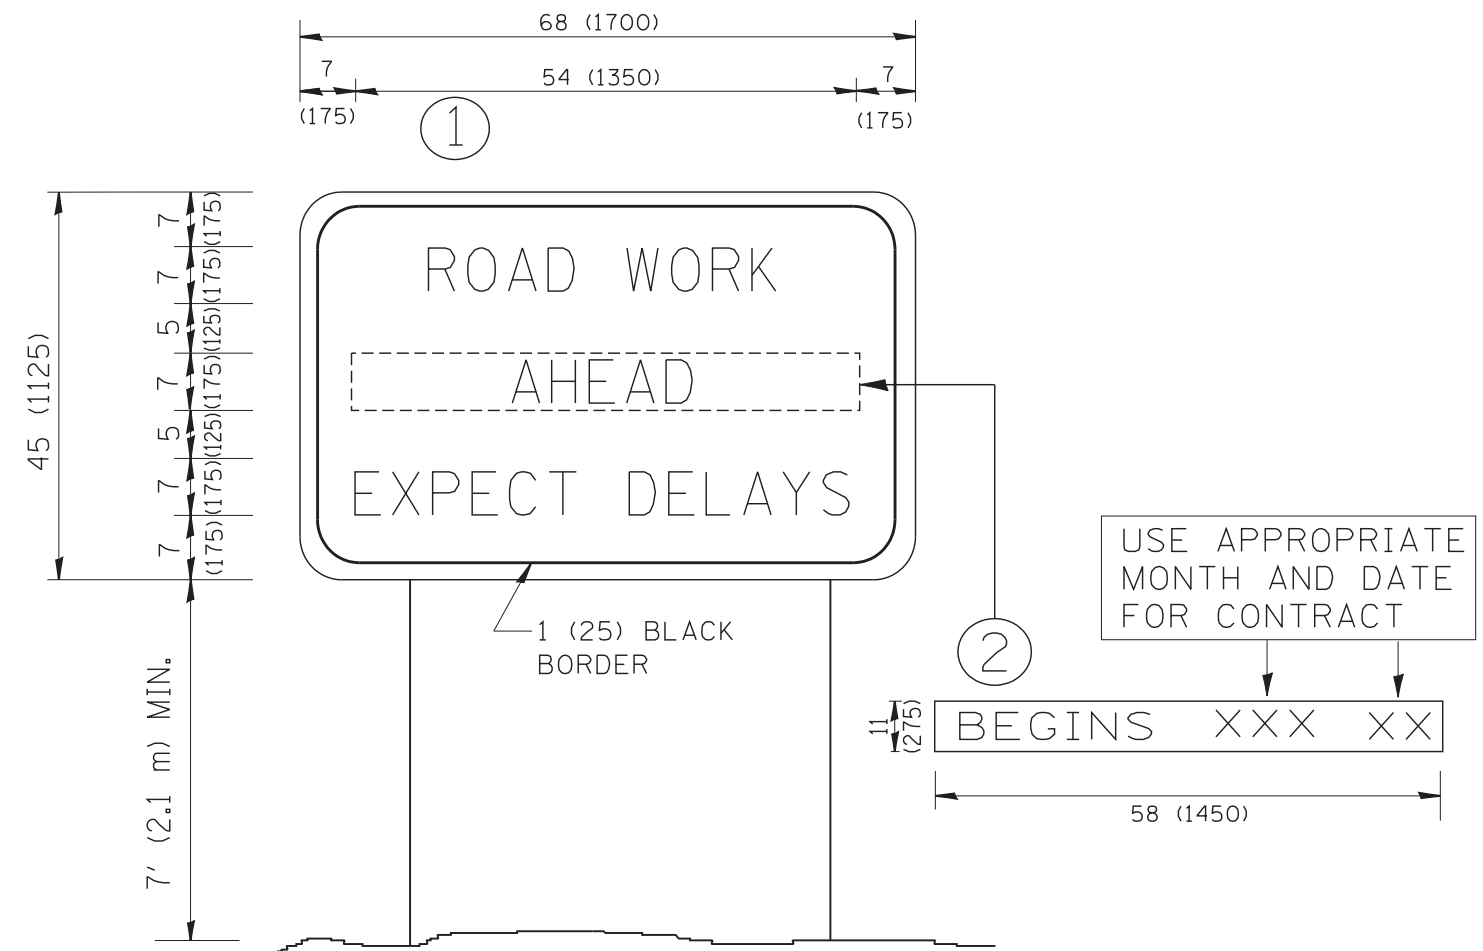 68 (1700)
7
54 (1350)
7
(175)
(175)
1
ROAD WORK
AHEAD
EXPECT DELAYS
45 (1125)
7 (175)
7 (175)
5 (125)
7 (175)
5 (125)
7 (175)
7 (175)
7' (2.1 m) MIN.
1 (25) BLACK
BORDER
USE APPROPRIATE
MONTH AND DATE
FOR CONTRACT
2
11
(275)
BEGINS XXX XX
58 (1450)